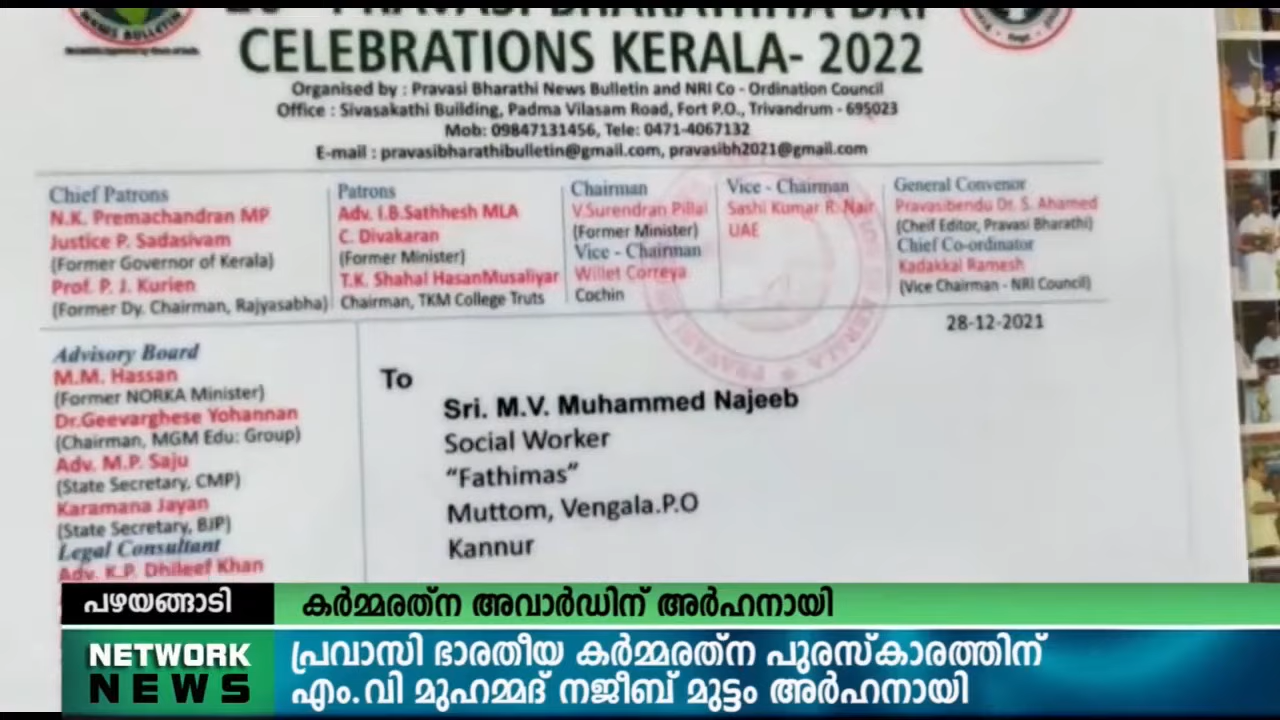 CELEBRATIONS KERALA- 2022
Organised by : Pravasi Bharathi News Bulletin and NRI Co - Ordination Council
Office : Sivasakathi Building, Padma Vilasam Road, Fort P.O., Trivandrum - 695023
Mob: 09847131456, Tele: 0471-4067132
E-mail : pravasibharathibulletin@gmail.com, pravasibh2021@gmail.com
Chief Patrons
N.K. Premachandran MP
Justice P. Sadasivam
(Former Governor of Kerala)
Prof. P. J. Kurien
(Former Dy. Chairman, Rajyasabha)
Patrons
Adv. I.B.Sathhesh MLA
C. Divakaran
(Former Minister)
T.K. Shahal HasanMusaliyar
Chairman, TKM College Truts
Chairman
V.Surendran Pillai
(Former Minister)
Vice - Chairman
Willet Correya
Cochin
Vice - Chairman
Sashi Kumar R. Nair
UAE
General Convenor
Pravasibendu Dr. S. Ahamed
(Cheif Editor, Pravasi Bharathi)
Chief Co-ordinator
Kadakkal Ramesh
(Vice Chairman - NRI Council)
28-12-2021
Advisory Board
M.M. Hassan
(Former NORKA Minister)
Dr.Geevarghese Yohannan
(Chairman, MGM Edu: Group)
Adv. M.P. Saju
(State Secretary, CMP)
Karamana Jayan
(State Secretary, BJP)
Legal Consultant
Adv. K.P. Dhileef Khan
To
Sri. M.V. Muhammed Najeeb
Social Worker
“Fathimas”
Muttom, Vengala.P.O
Kannur
പഴയങ്ങാടി
കർമ്മരത്ന അവാർഡിന് അർഹനായി
NETWORK
NEWS
പ്രവാസി ഭാരതീയ കർമ്മരത്ന പുരസ്കാരത്തിന്
എം.വി മുഹമ്മദ് നജീബ് മുട്ടം അർഹനായി